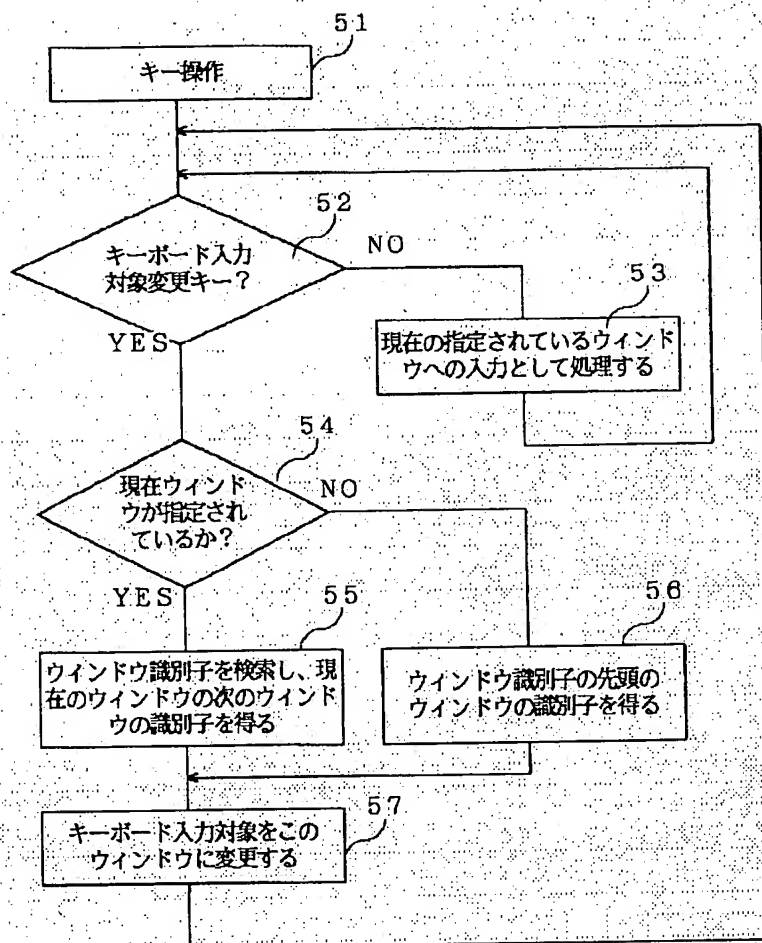 51
キー操作
52
キーボード入力
対象変更キー？
NO
YES
53
現在の指定されているウィンド
ウへの入力として処理する
54
現在ウィンド
ウが指定され
ているか？
NO
YES
55
ウィンドウ識別子を検索し、現
在のウィンドウの次のウィンド
ウの識別子を得る
56
ウィンドウ識別子の先頭の
ウィンドウの識別子を得る
57
キーボード入力対象をこの
ウィンドウに変更する